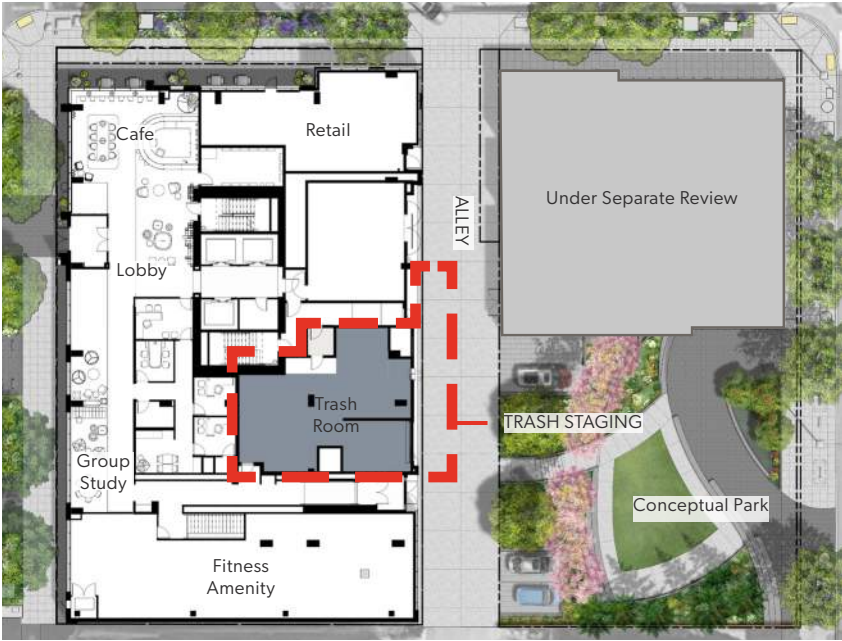 Cafe
Retail
ALLEY
Under Separate Review
Lobby
Trash
Room
TRASH STAGING
Group
Study
Conceptual Park
Fitness
Amenity